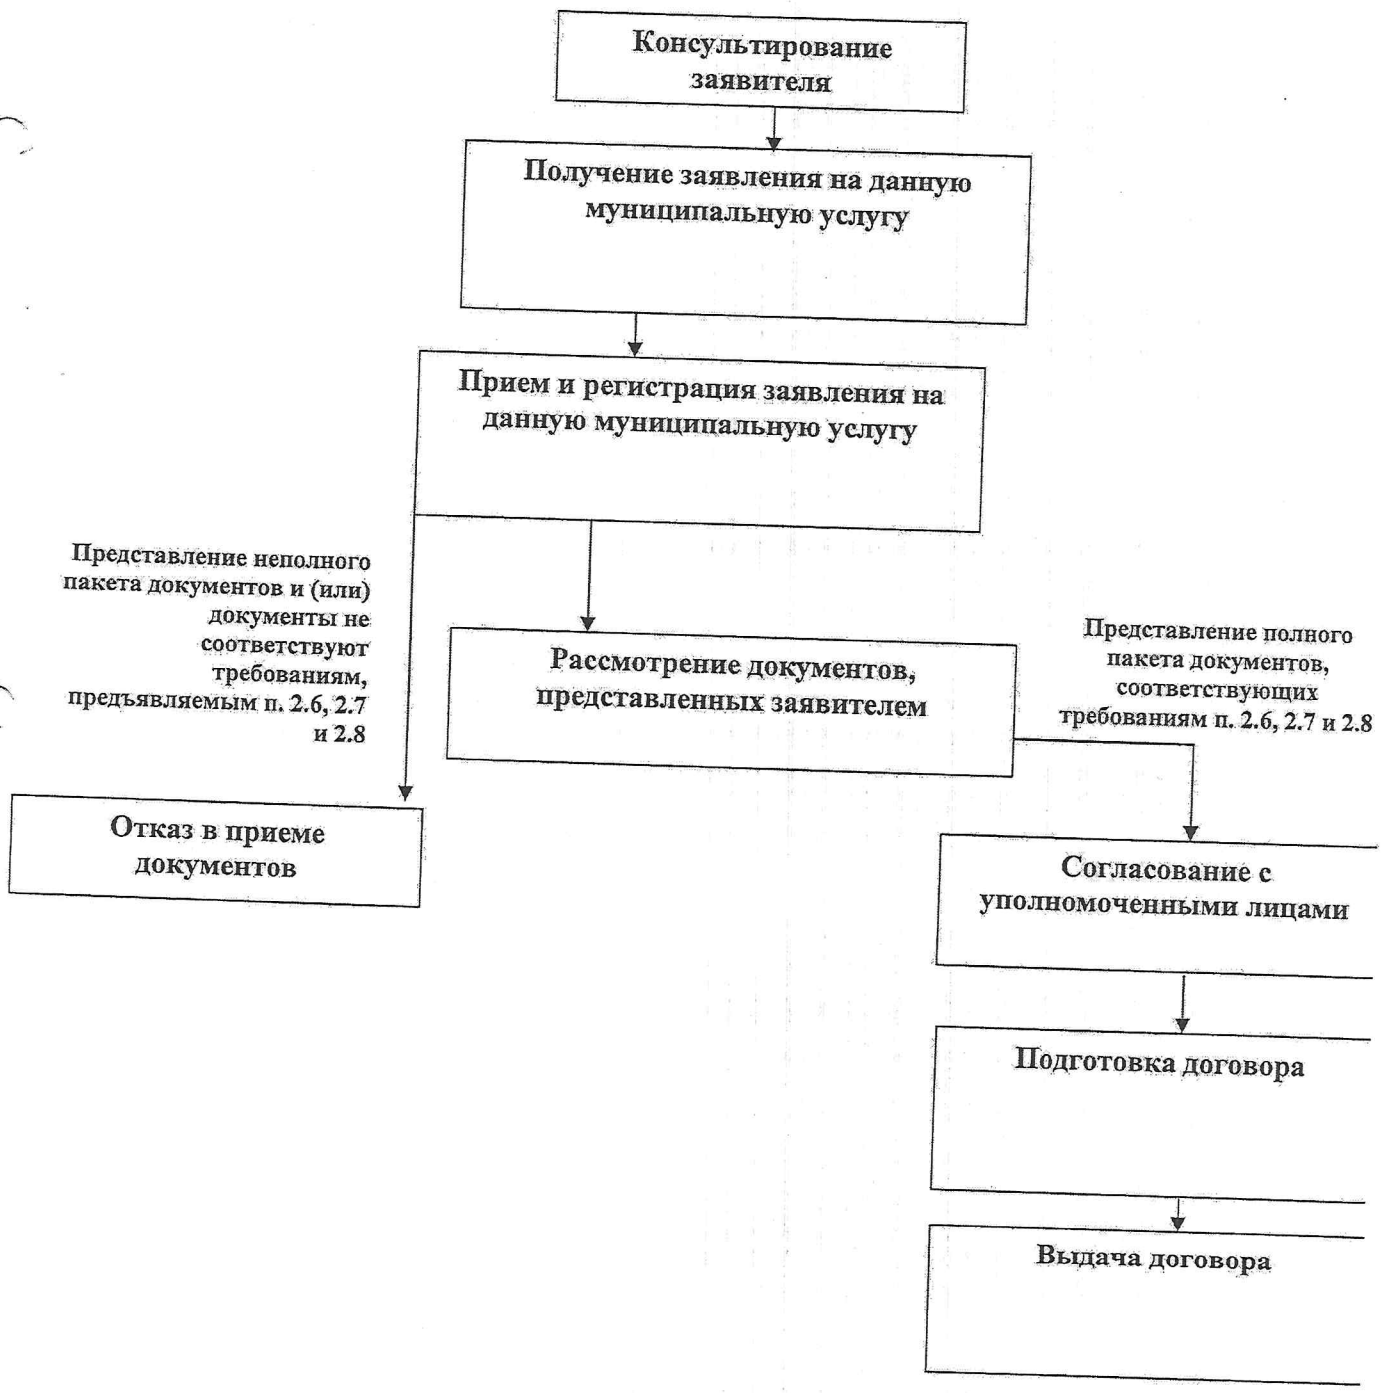 Консультирование
заявителя
Получение заявления на данную
муниципальную услугу
Прием и регистрация заявления на
данную муниципальную услугу
Представление неполного
пакета документов и (или)
документы не
соответствуют
требованиям,
предъявляемым п. 2.6, 2.7
и 2.8
Рассмотрение документов,
представленных заявителем
Представление полного
пакета документов,
соответствующих
требованиям п. 2.6, 2.7 и 2.8
Отказ в приеме
документов
Согласование с
уполномоченными лицами
Подготовка договора
Выдача договора